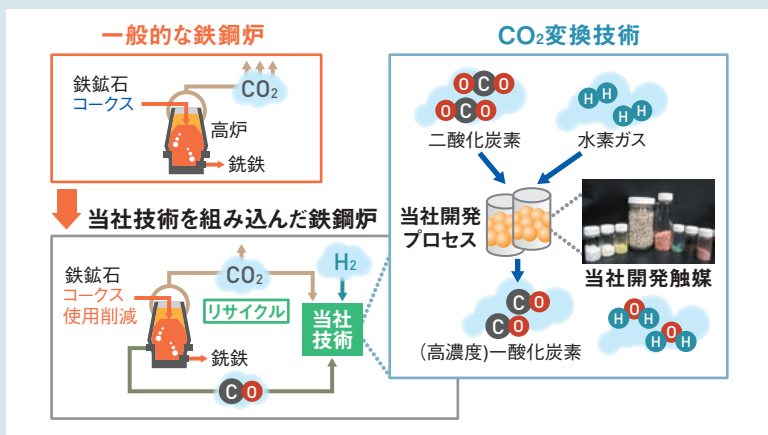 一般的な鉄鋼炉
鉄鉱石
コークス
CO₂
高炉
銑鉄
当社技術を組み込んだ鉄鋼炉
鉄鉱石
コークス
使用削減
CO₂
H₂
リサイクル
当社
技術
銑鉄
CO
CO₂変換技術
OCO
OCO
二酸化炭素
HH
HH
水素ガス
当社開発
プロセス
当社開発触媒
CO
CO
(高濃度)一酸化炭素
HOH
HOH